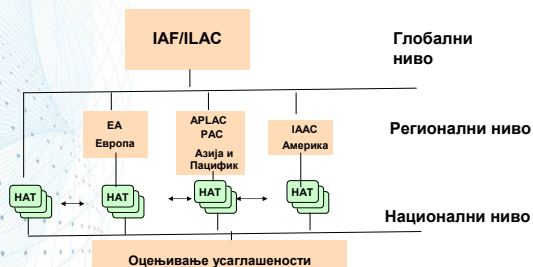 IAF/ILAC
Глобални
ниво
EA
Европа
APLAC
PAC
Азија и
Пацифик
IAAC
Америка
Регионални ниво
НАТ
НАТ
НАТ
НАТ
Национални ниво
Оцењивање усаглашености